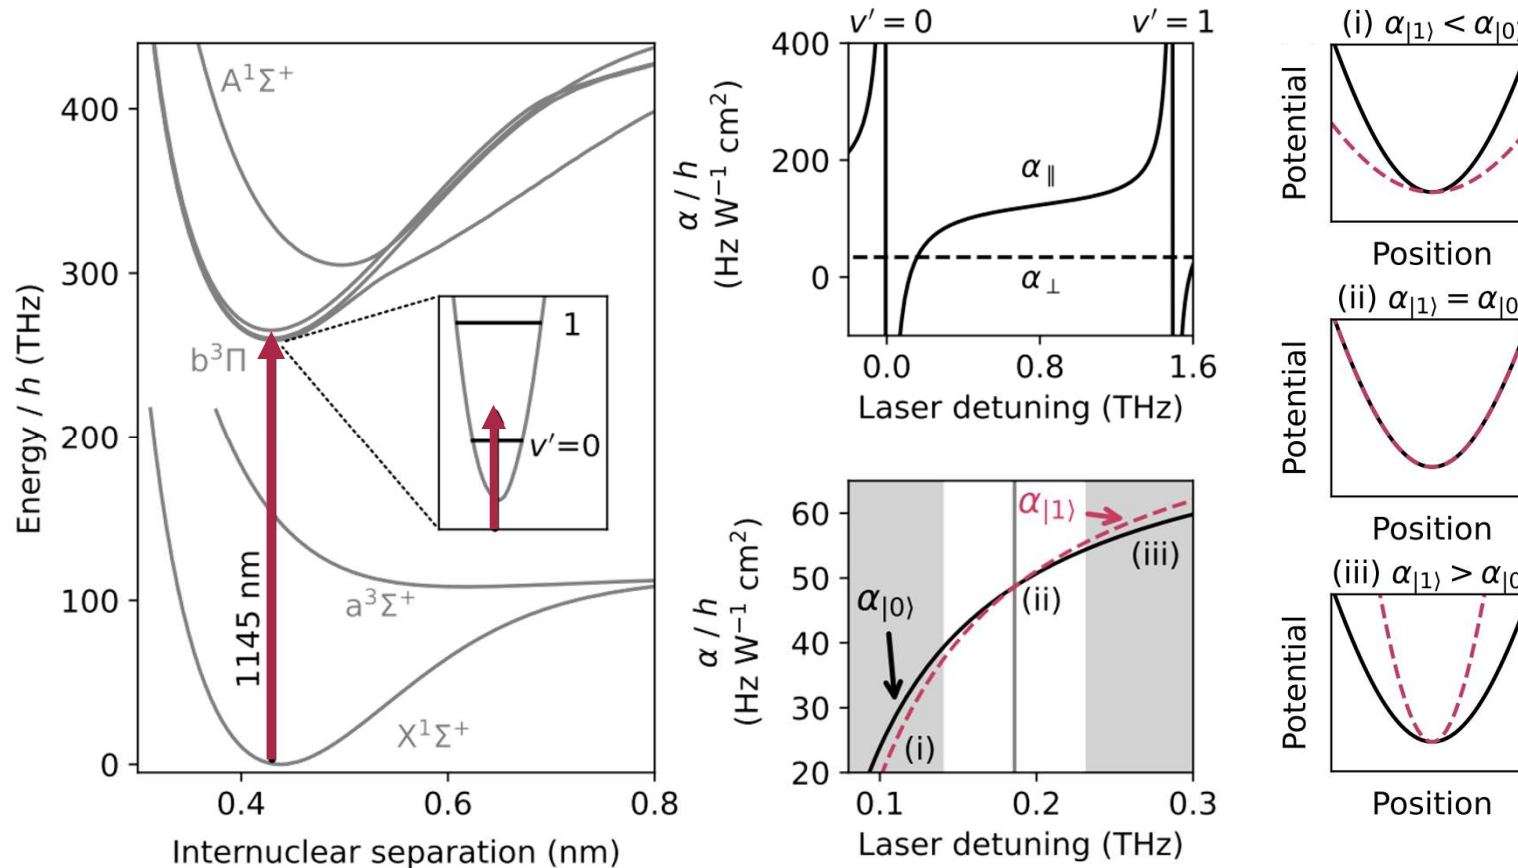 A¹Σ⁺
b³Π
a³Σ⁺
X¹Σ⁺
1145 nm
1
v′=0
400
300
200
100
0
Energy / h (THz)
0.4
0.6
0.8
Internuclear separation (nm)
v′ = 0
v′ = 1
400
200
0
α / h
(Hz W⁻¹ cm²)
α∥
α⊥
0.0
0.8
1.6
Laser detuning (THz)
60
50
40
30
20
α / h
(Hz W⁻¹ cm²)
α|1⟩
α|0⟩
(i)
(ii)
(iii)
0.1
0.2
0.3
Laser detuning (THz)
(i) α|1⟩ < α|0⟩
Potential
Position
(ii) α|1⟩ = α|0
Potential
Position
(iii) α|1⟩ > α|0
Potential
Position